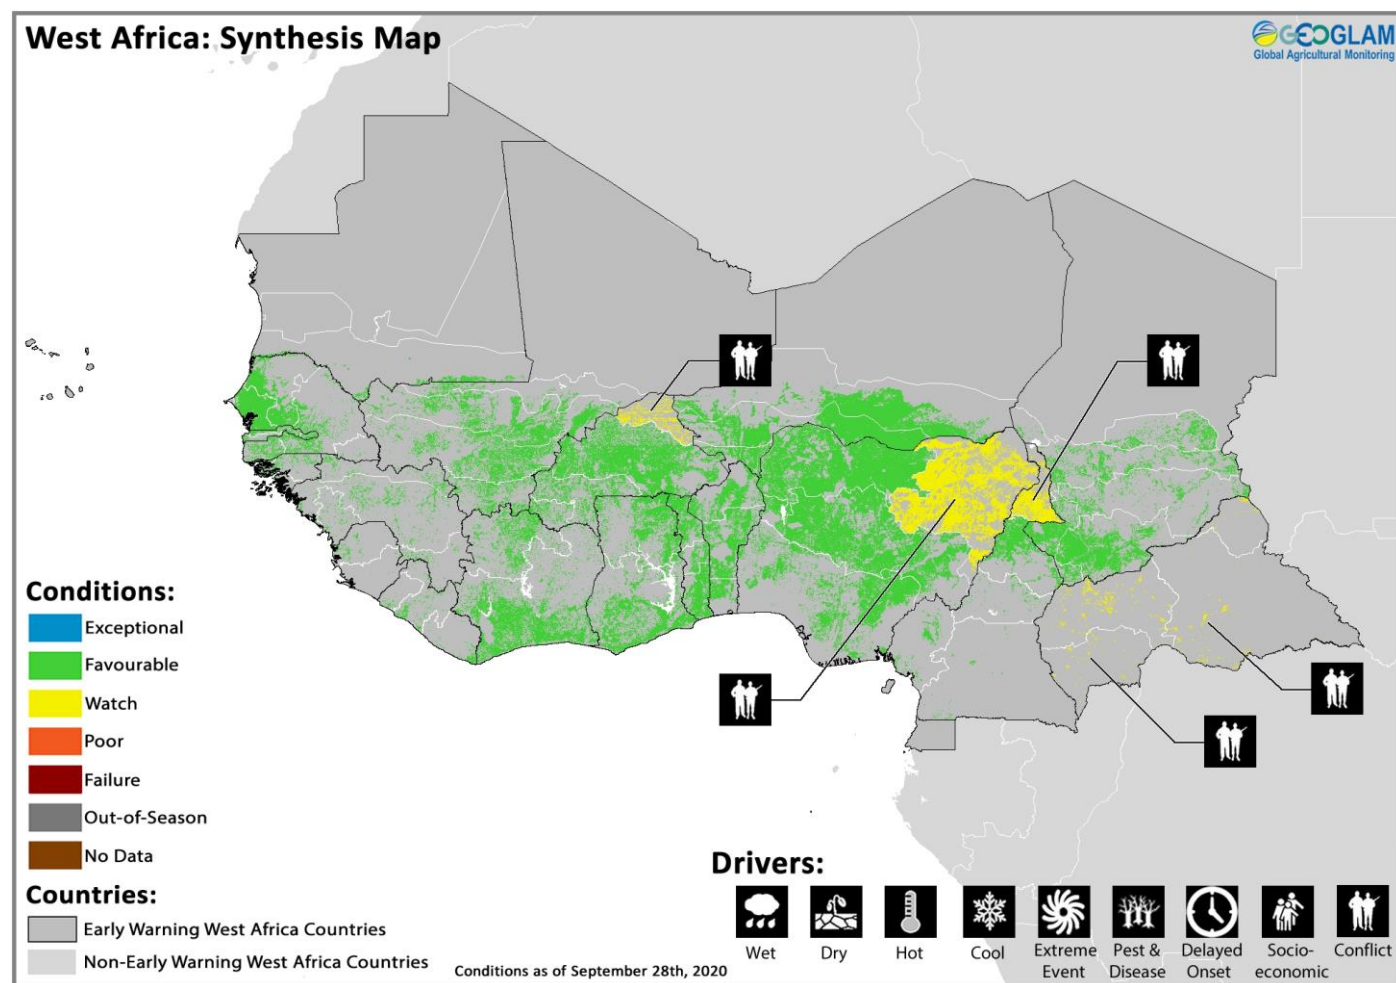 West Africa: Synthesis Map
GEOGLAM
Global Agricultural Monitoring
Conditions:
Exceptional
Favourable
Watch
Poor
Failure
Out-of-Season
No Data
Countries:
Early Warning West Africa Countries
Non-Early Warning West Africa Countries
Conditions as of September 28th, 2020
Drivers:
Wet
Dry
Hot
Cool
Extreme
Event
Pest &
Disease
Delayed
Onset
Socio-
economic
Conflict